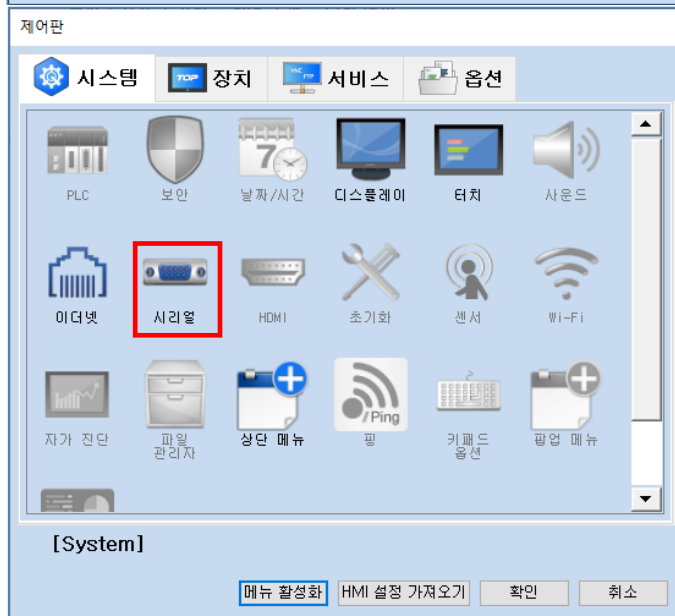 제어판
시스템
TOP
장치
VNC
FTP
서비스
옵션
PLC
보안
7
날짜/시간
디스플레이
터치
사운드
이더넷
시리얼
HDMI
초기화
센서
Wi-Fi
자가 진단
파일
관리자
상단 메뉴
/Ping
핑
키패드
옵션
팝업 메뉴
[System]
메뉴 활성화
HMI 설정 가져오기
확인
취소